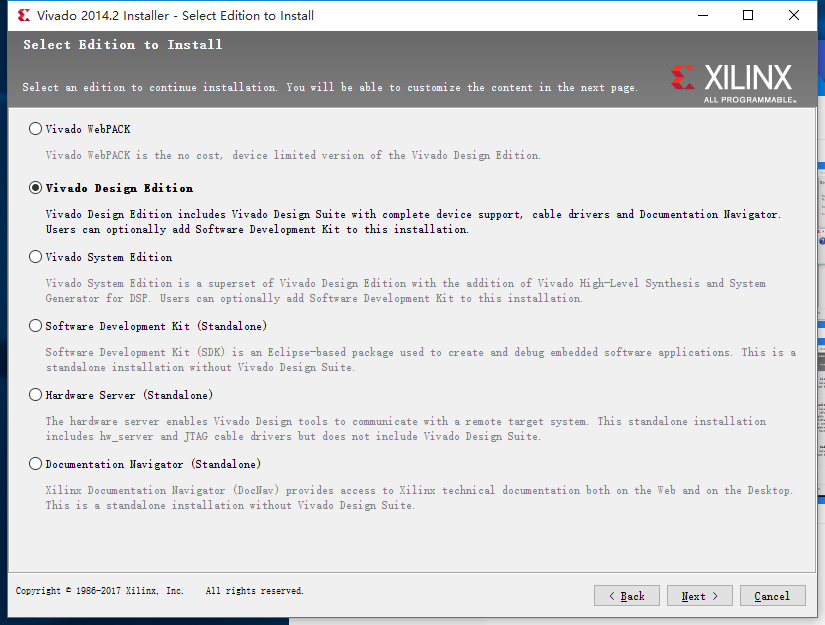 Vivado 2014.2 Installer - Select Edition to Install
Select Edition to Install
Select an edition to continue installation. You will be able to customize the content in the next page.
XILINX
ALL PROGRAMMABLE™
Vivado WebPACK
Vivado WebPACK is the no cost, device limited version of the Vivado Design Edition.
Vivado Design Edition
Vivado Design Edition includes Vivado Design Suite with complete device support, cable drivers and Documentation Navigator.
Users can optionally add Software Development Kit to this installation.
Vivado System Edition
Vivado System Edition is a superset of Vivado Design Edition with the addition of Vivado High-Level Synthesis and System
Generator for DSP. Users can optionally add Software Development Kit to this installation.
Software Development Kit (Standalone)
Software Development Kit (SDK) is an Eclipse-based package used to create and debug embedded software applications. This is a
standalone installation without Vivado Design Suite.
Hardware Server (Standalone)
The hardware server enables Vivado Design tools to communicate with a remote target system. This standalone installation
includes hw_server and JTAG cable drivers but does not include Vivado Design Suite.
Documentation Navigator (Standalone)
Xilinx Documentation Navigator (DocNav) provides access to Xilinx technical documentation both on the Web and on the Desktop.
This is a standalone installation without Vivado Design Suite.
Copyright © 1986-2017 Xilinx, Inc. All rights reserved.
< Back
Next >
Cancel